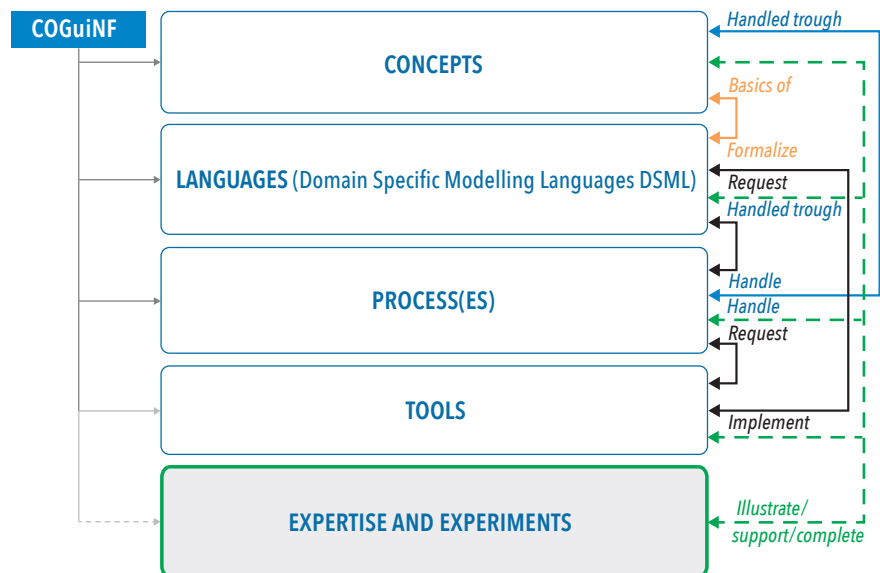 COGuiNF
Handled trough
CONCEPTS
Basics of
Formalize
LANGUAGES (Domain Specific Modelling Languages DSML)
Request
Handled trough
Handle
PROCESS(ES)
Handle
Request
TOOLS
Implement
EXPERTISE AND EXPERIMENTS
Illustrate/
support/complete